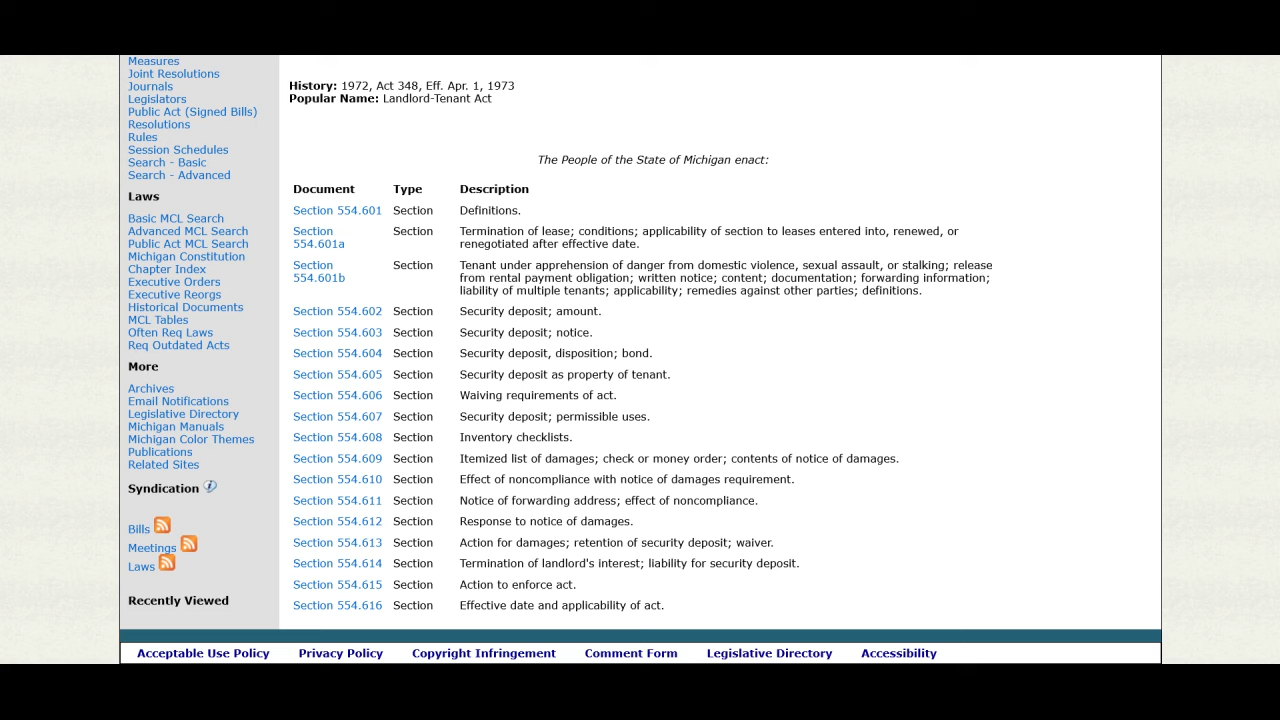 Measures
Joint Resolutions
Journals
Legislators
Public Act (Signed Bills)
Resolutions
Rules
Session Schedules
Search - Basic
Search - Advanced
Laws
Basic MCL Search
Advanced MCL Search
Public Act MCL Search
Michigan Constitution
Chapter Index
Executive Orders
Executive Reorgs
Historical Documents
MCL Tables
Often Req Laws
Req Outdated Acts
More
Archives
Email Notifications
Legislative Directory
Michigan Manuals
Michigan Color Themes
Publications
Related Sites
Syndication
Bills
Meetings
Laws
Recently Viewed
History: 1972, Act 348, Eff. Apr. 1, 1973
Popular Name: Landlord-Tenant Act
The People of the State of Michigan enact:
Document Type Description
Section 554.601 Section Definitions.
Section Section Termination of lease; conditions; applicability of section to leases entered into, renewed, or
554.601a renegotiated after effective date.
Section Section Tenant under apprehension of danger from domestic violence, sexual assault, or stalking; release
554.601b from rental payment obligation; written notice; content; documentation; forwarding information;
liability of multiple tenants; applicability; remedies against other parties; definitions.
Section 554.602 Section Security deposit; amount.
Section 554.603 Section Security deposit; notice.
Section 554.604 Section Security deposit, disposition; bond.
Section 554.605 Section Security deposit as property of tenant.
Section 554.606 Section Waiving requirements of act.
Section 554.607 Section Security deposit; permissible uses.
Section 554.608 Section Inventory checklists.
Section 554.609 Section Itemized list of damages; check or money order; contents of notice of damages.
Section 554.610 Section Effect of noncompliance with notice of damages requirement.
Section 554.611 Section Notice of forwarding address; effect of noncompliance.
Section 554.612 Section Response to notice of damages.
Section 554.613 Section Action for damages; retention of security deposit; waiver.
Section 554.614 Section Termination of landlord's interest; liability for security deposit.
Section 554.615 Section Action to enforce act.
Section 554.616 Section Effective date and applicability of act.
Acceptable Use Policy Privacy Policy Copyright Infringement Comment Form Legislative Directory Accessibility